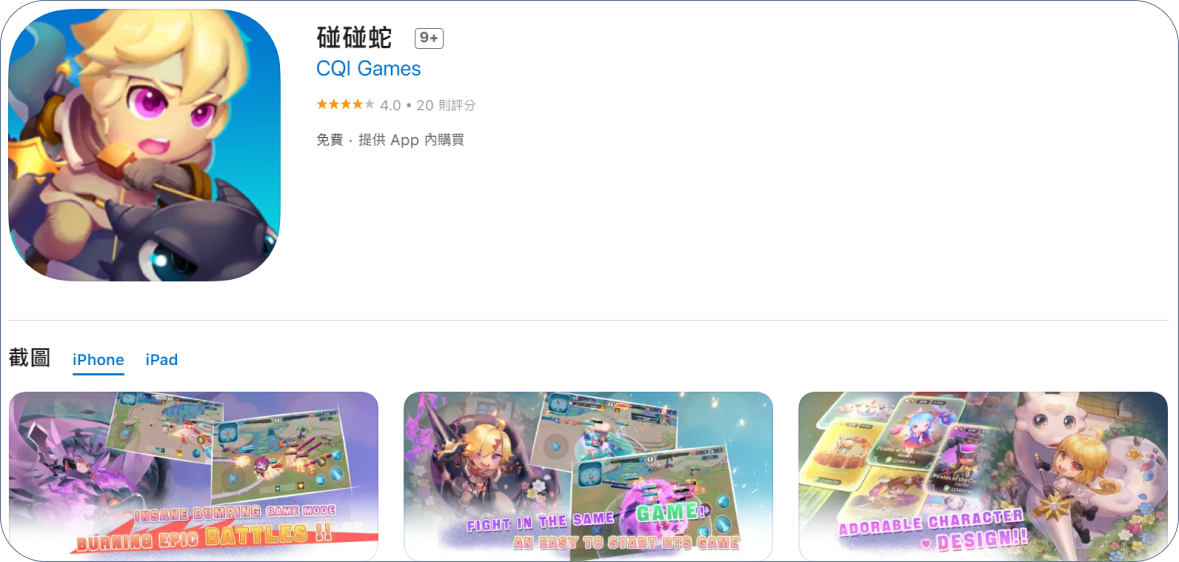 碰碰蛇 9+
CQI Games
★★★★★ 4.0 • 20 則評分
免費 · 提供 App 內購買
截圖 iPhone iPad
INSANE BUMPING GAME MODE
BURNING EPIC BATTLES !!
FIGHT IN THE SAME GAME!
AN EASY TO START RTS GAME
ADORABLE CHARACTER
♥ DESIGN!!